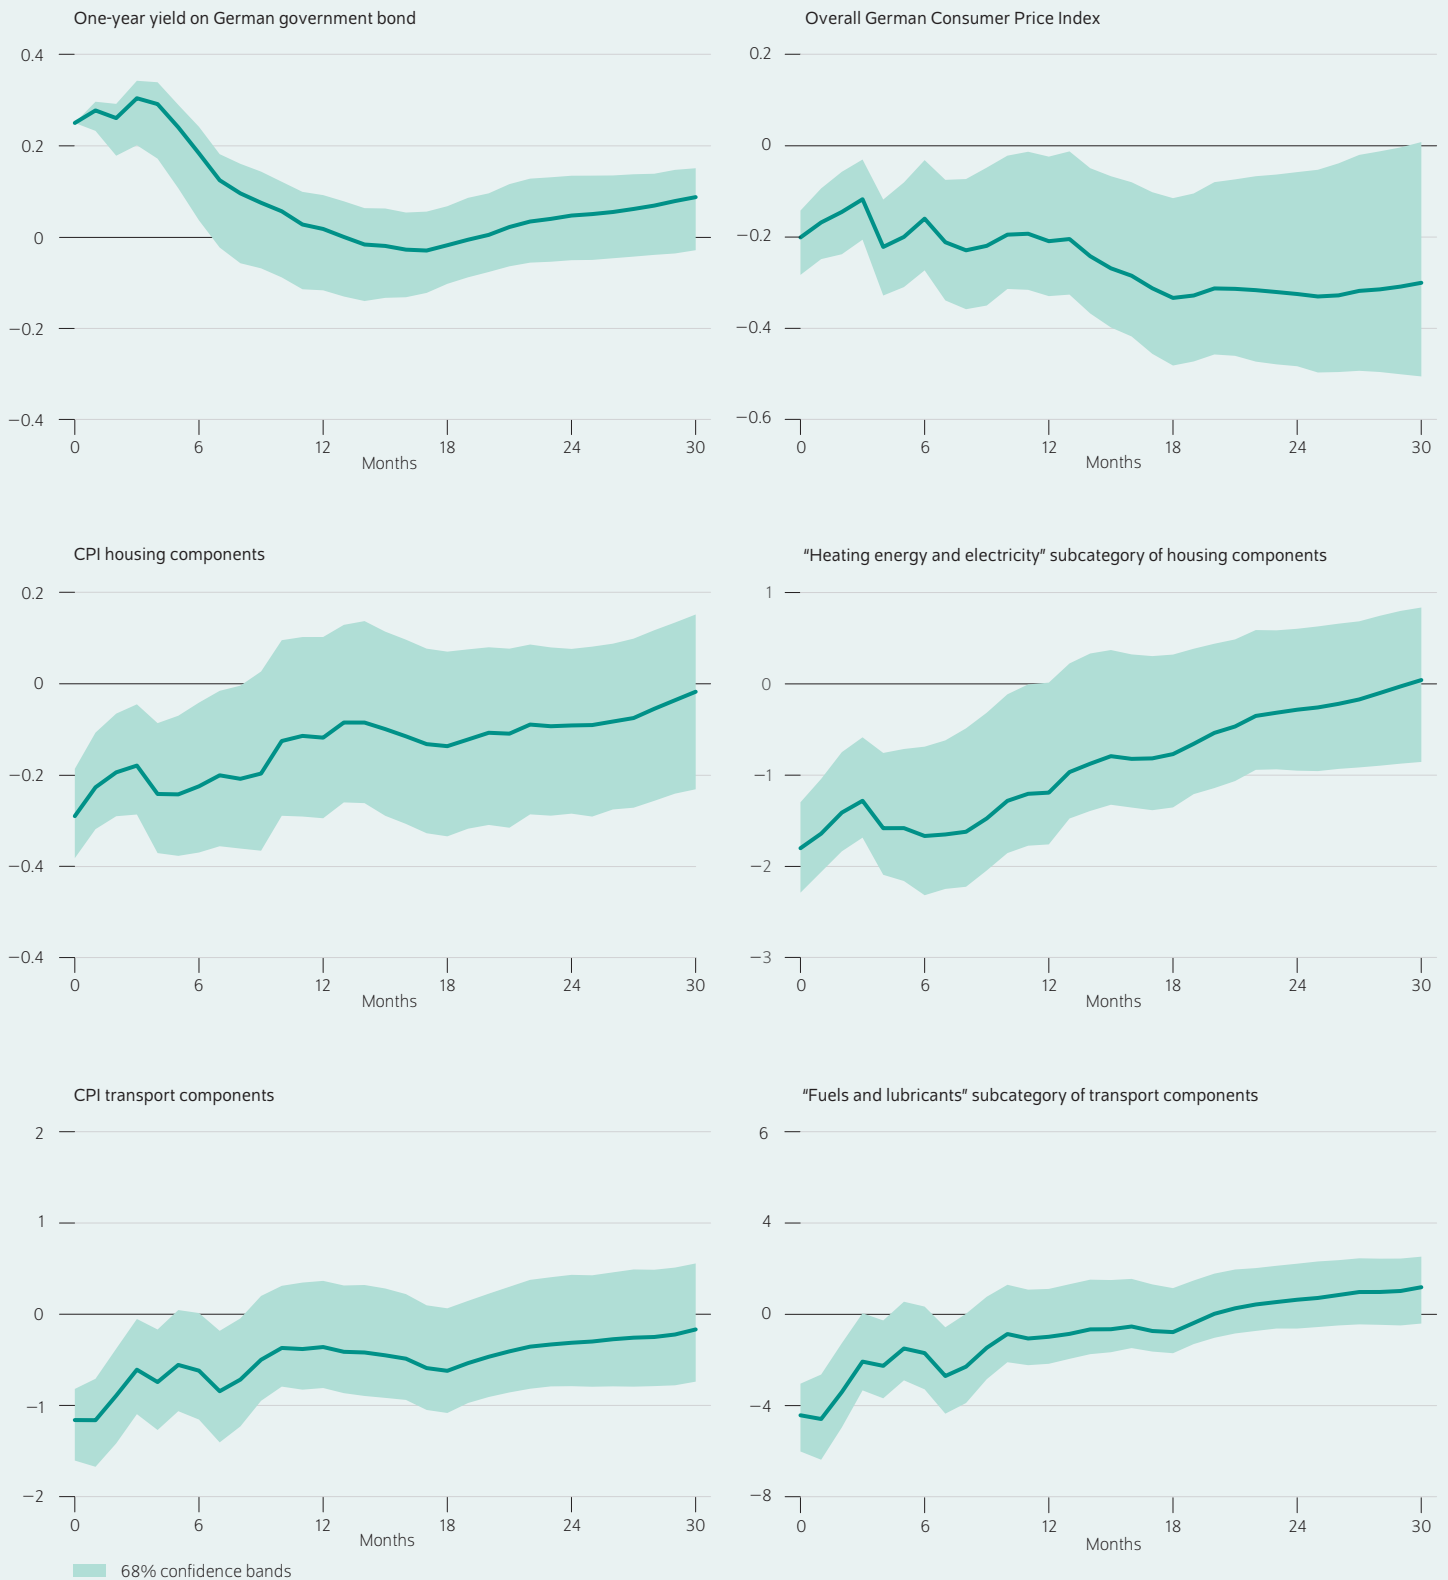 One-year yield on German government bond
0.4
0.2
0
−0.2
−0.4
0 6 12 18 24 30
Months
Overall German Consumer Price Index
0.2
0
−0.2
−0.4
−0.6
0 6 12 18 24 30
Months
CPI housing components
0.2
0
−0.2
−0.4
−0.4
0 6 12 18 24 30
Months
“Heating energy and electricity” subcategory of housing components
1
0
−1
−2
−3
0 6 12 18 24 30
Months
CPI transport components
2
1
0
−1
−2
0 6 12 18 24 30
Months
“Fuels and lubricants” subcategory of transport components
6
4
0
−4
−8
0 6 12 18 24 30
Months
68% confidence bands